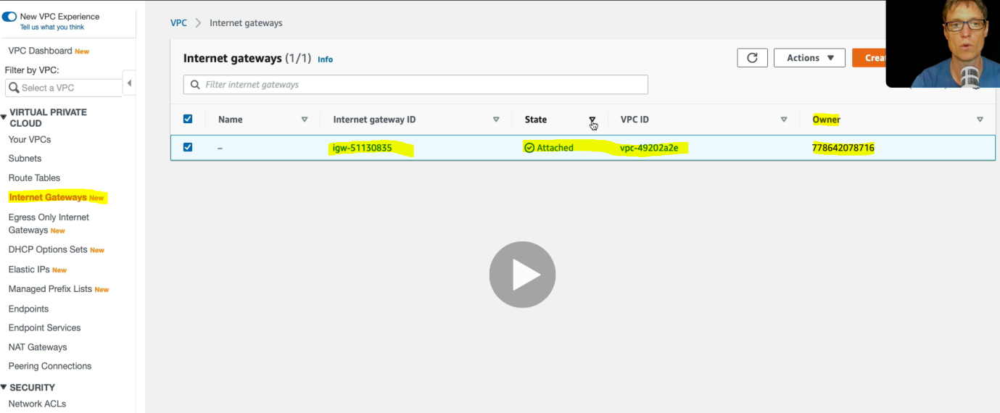 New VPC Experience
Tell us what you think
VPC Dashboard New
Filter by VPC:
Select a VPC
VIRTUAL PRIVATE
CLOUD
Your VPCs
Subnets
Route Tables
Internet Gateways New
Egress Only Internet
Gateways New
DHCP Options Sets New
Elastic IPs New
Managed Prefix Lists New
Endpoints
Endpoint Services
NAT Gateways
Peering Connections
SECURITY
Network ACLs
VPC > Internet gateways
Internet gateways (1/1) Info
Actions
Crea
Filter internet gateways
Name Internet gateway ID State VPC ID Owner
– igw-51130835 Attached vpc-49202a2e 778642078716